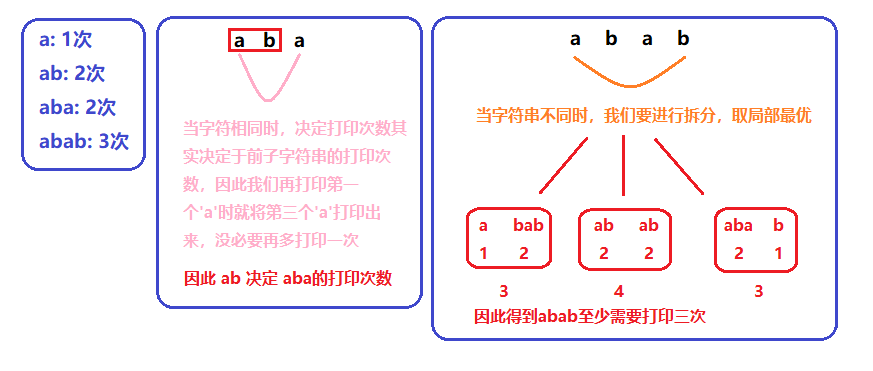 a: 1次
ab: 2次
aba: 2次
abab: 3次
a b a
当字符相同时，决定打印次数其
实决定于前子字符串的打印次
数，因此我们再打印第一
个'a'时就将第三个'a'打印出
来，没必要再多打印一次
因此 ab 决定 aba的打印次数
a b a b
当字符串不同时，我们要进行拆分，取局部最优
a bab
1 2
3
ab ab
2 2
4
aba b
2 1
3
因此得到abab至少需要打印三次